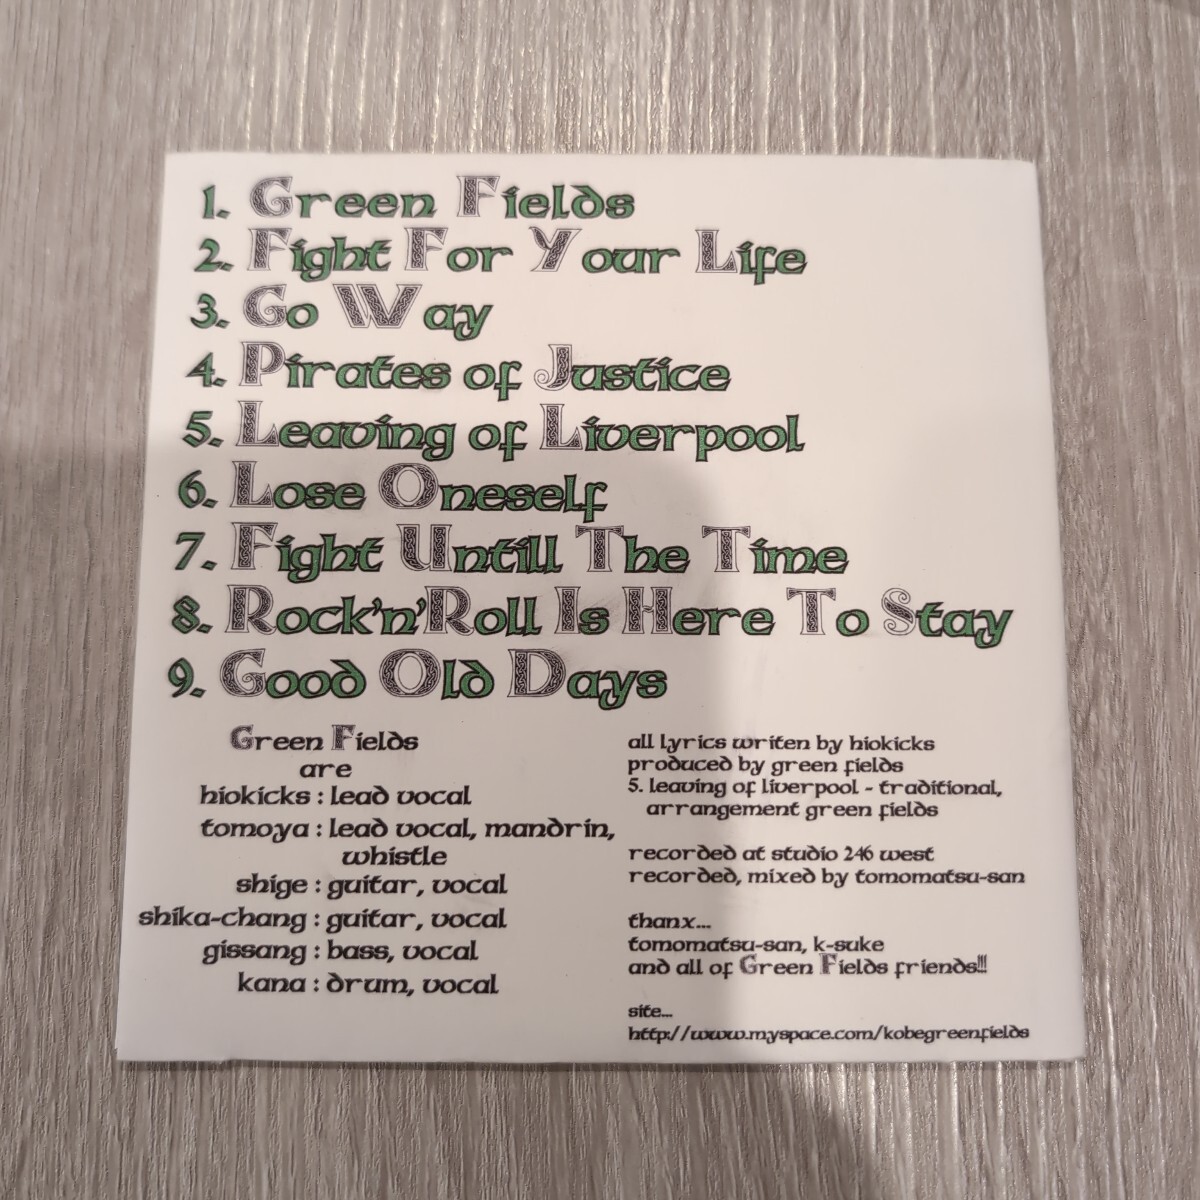 1. Green Fields
2. Fight For Your Life
3. Go Way
4. Pirates of Justice
5. Leaving of Liverpool
6. Lose Oneself
7. Fight Untill The Time
8. Rock'n'Roll Is Here To Stay
9. Good Old Days
Green Fields
are
hiokicks : lead vocal
tomoya : lead vocal, mandrin,
whistle
shige : guitar, vocal
shika-chang : guitar, vocal
gissang : bass, vocal
kana : drum, vocal
all lyrics writen by hiokicks
produced by green fields
5. leaving of liverpool - traditional,
arrangement green fields
recorded at studio 246 west
recorded, mixed by tomomatsu-san
thanx...
tomomatsu-san, k-suke
and all of Green Fields friends!!!
site...
http://www.myspace.com/kobegreenfields